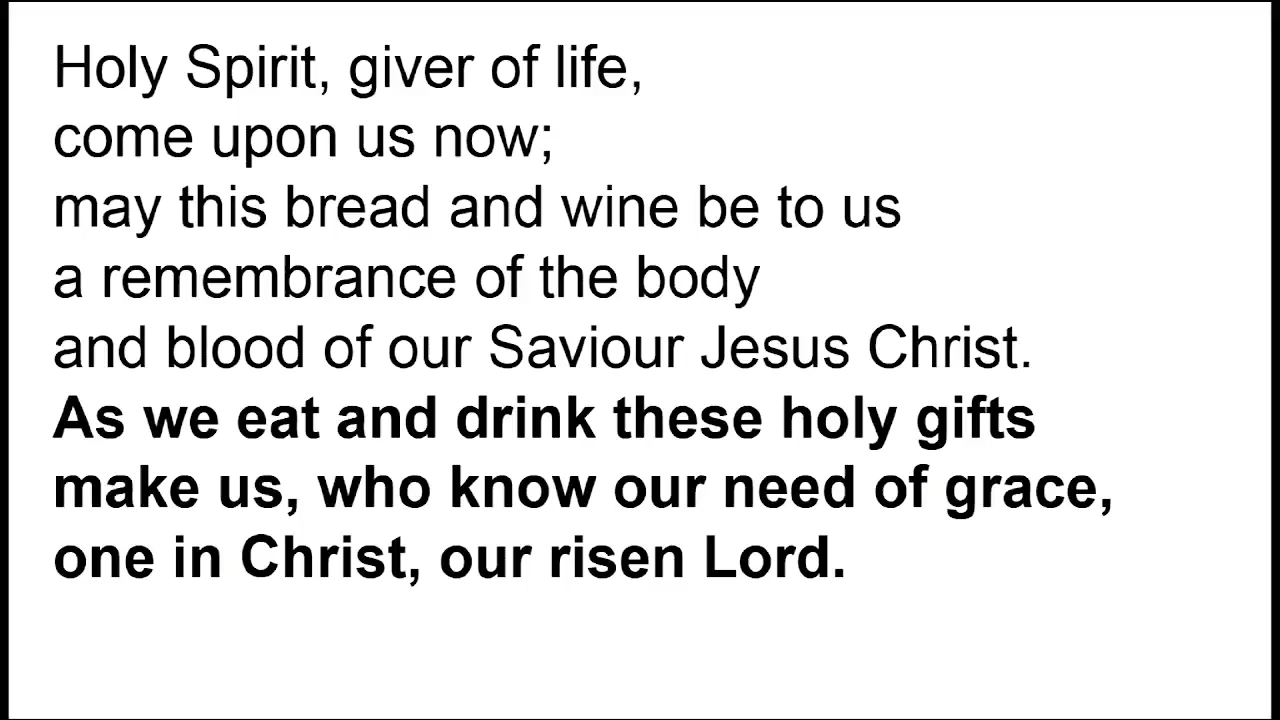 Holy Spirit, giver of life,
come upon us now;
may this bread and wine be to us
a remembrance of the body
and blood of our Saviour Jesus Christ.
As we eat and drink these holy gifts
make us, who know our need of grace,
one in Christ, our risen Lord.